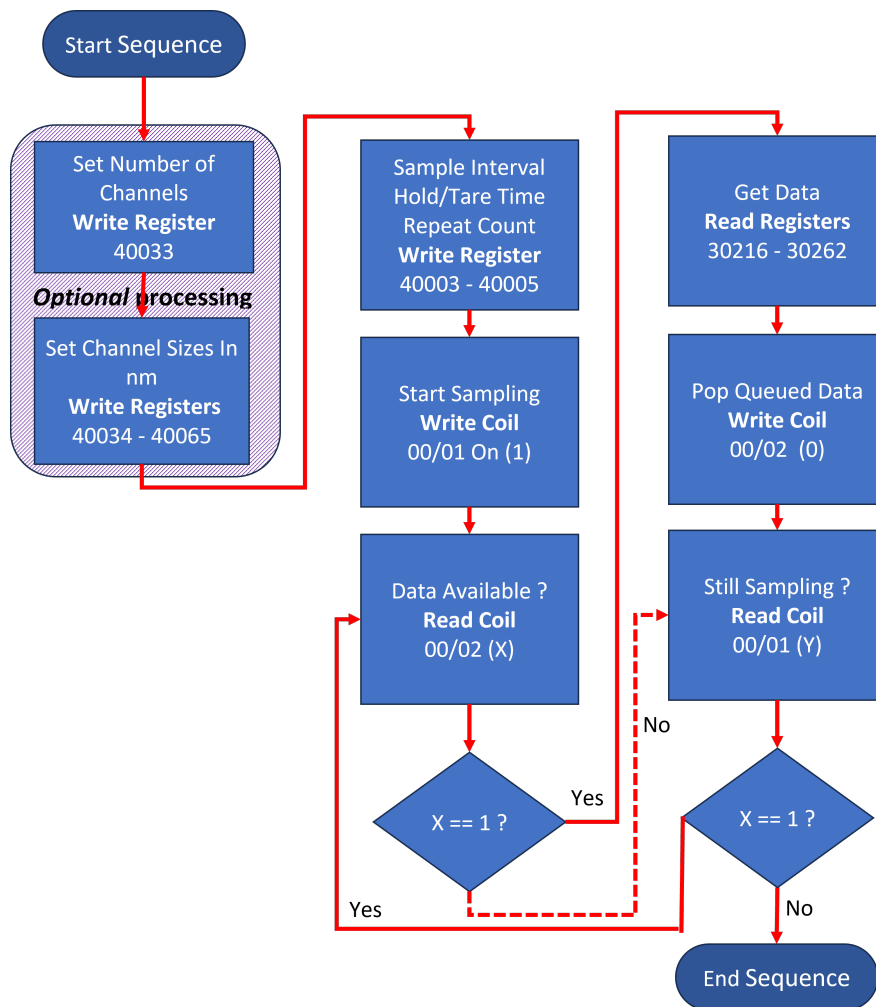 Start Sequence
Set Number of
Channels
Write Register
40033
Optional processing
Set Channel Sizes In
nm
Write Registers
40034 - 40065
Sample Interval
Hold/Tare Time
Repeat Count
Write Register
40003 - 40005
Start Sampling
Write Coil
00/01 On (1)
Data Available ?
Read Coil
00/02 (X)
X == 1 ?
Yes
No
Get Data
Read Registers
30216 - 30262
Pop Queued Data
Write Coil
00/02 (0)
Still Sampling ?
Read Coil
00/01 (Y)
X == 1 ?
Yes
No
End Sequence